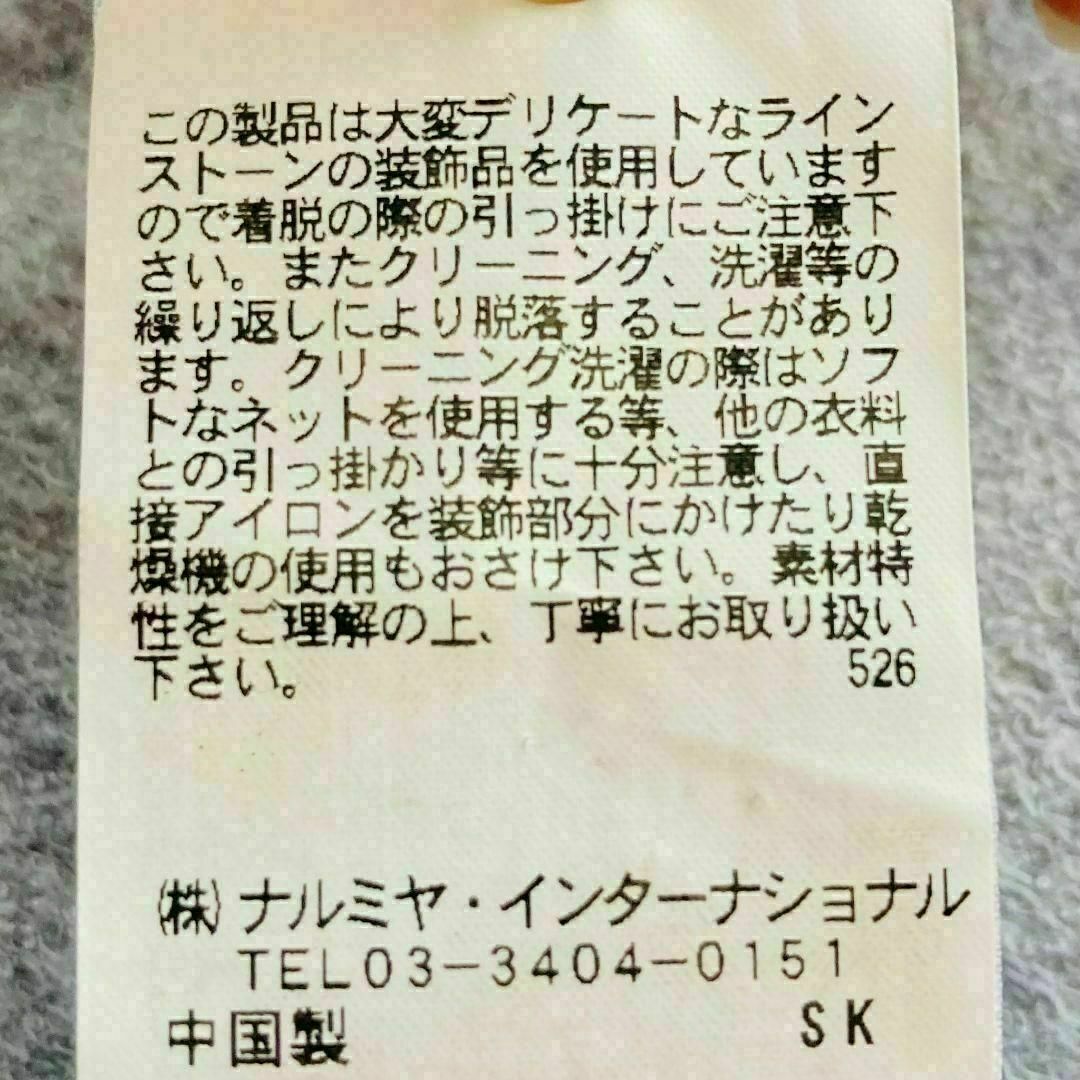 この製品は大変デリケートなライン
ストーンの装飾品を使用しています
ので着脱の際の引っ掛けにご注意下
さい。またクリーニング、洗濯等の
繰り返しにより脱落することがあり
ます。クリーニング洗濯の際はソフ
トなネットを使用する等、他の衣料
との引っ掛かり等に十分注意し、直
接アイロンを装飾部分にかけたり乾
燥機の使用もおさけ下さい。素材特
性をご理解の上、丁寧にお取り扱い
下さい。 526
㈱ナルミヤ・インターナショナル
TEL03-3404-0151
中国製 SK